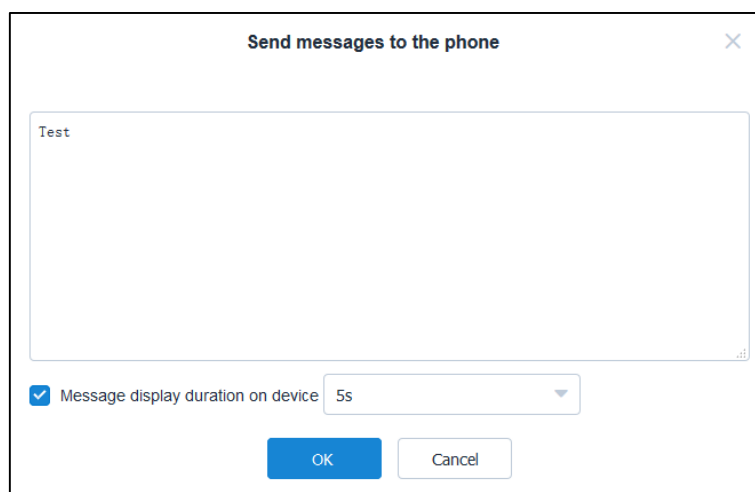 Send messages to the phone
Test
Message display duration on device 5s
OK Cancel